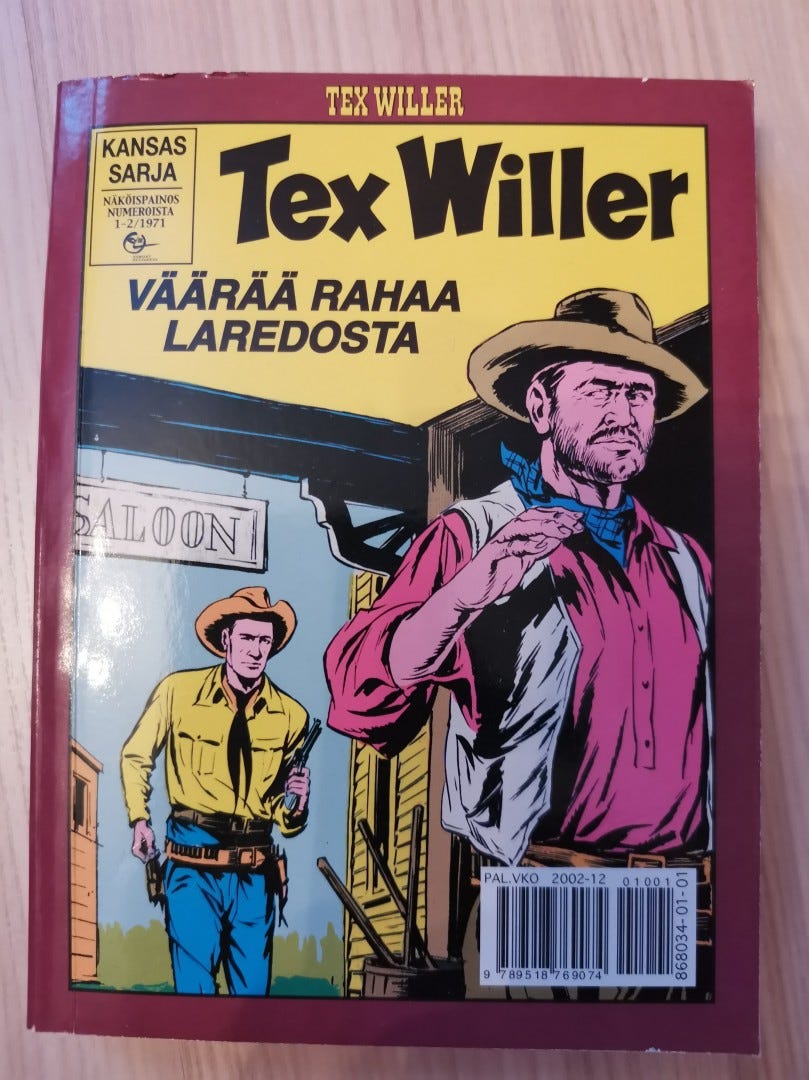 TEX WILLER
KANSAS
SARJA
NÄKÖISPAINOS
NUMEROISTA
1-2/1971
Tex Willer
VÄÄRÄÄ RAHAA
LAREDOSTA
SALOON
PAL.VKO 2002-12 01001
9 789518 769074
868034-01-01